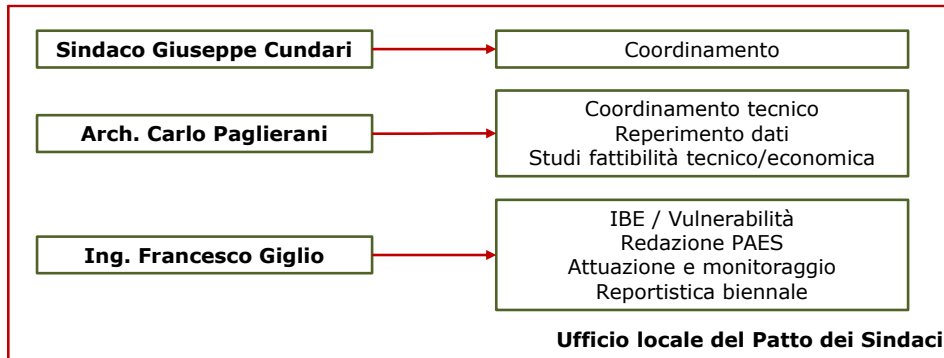 Sindaco Giuseppe Cundari
Coordinamento
Arch. Carlo Paglierani
Coordinamento tecnico
Reperimento dati
Studi fattibilità tecnico/economica
Ing. Francesco Giglio
IBE / Vulnerabilità
Redazione PAES
Attuazione e monitoraggio
Reportistica biennale
Ufficio locale del Patto dei Sindaci